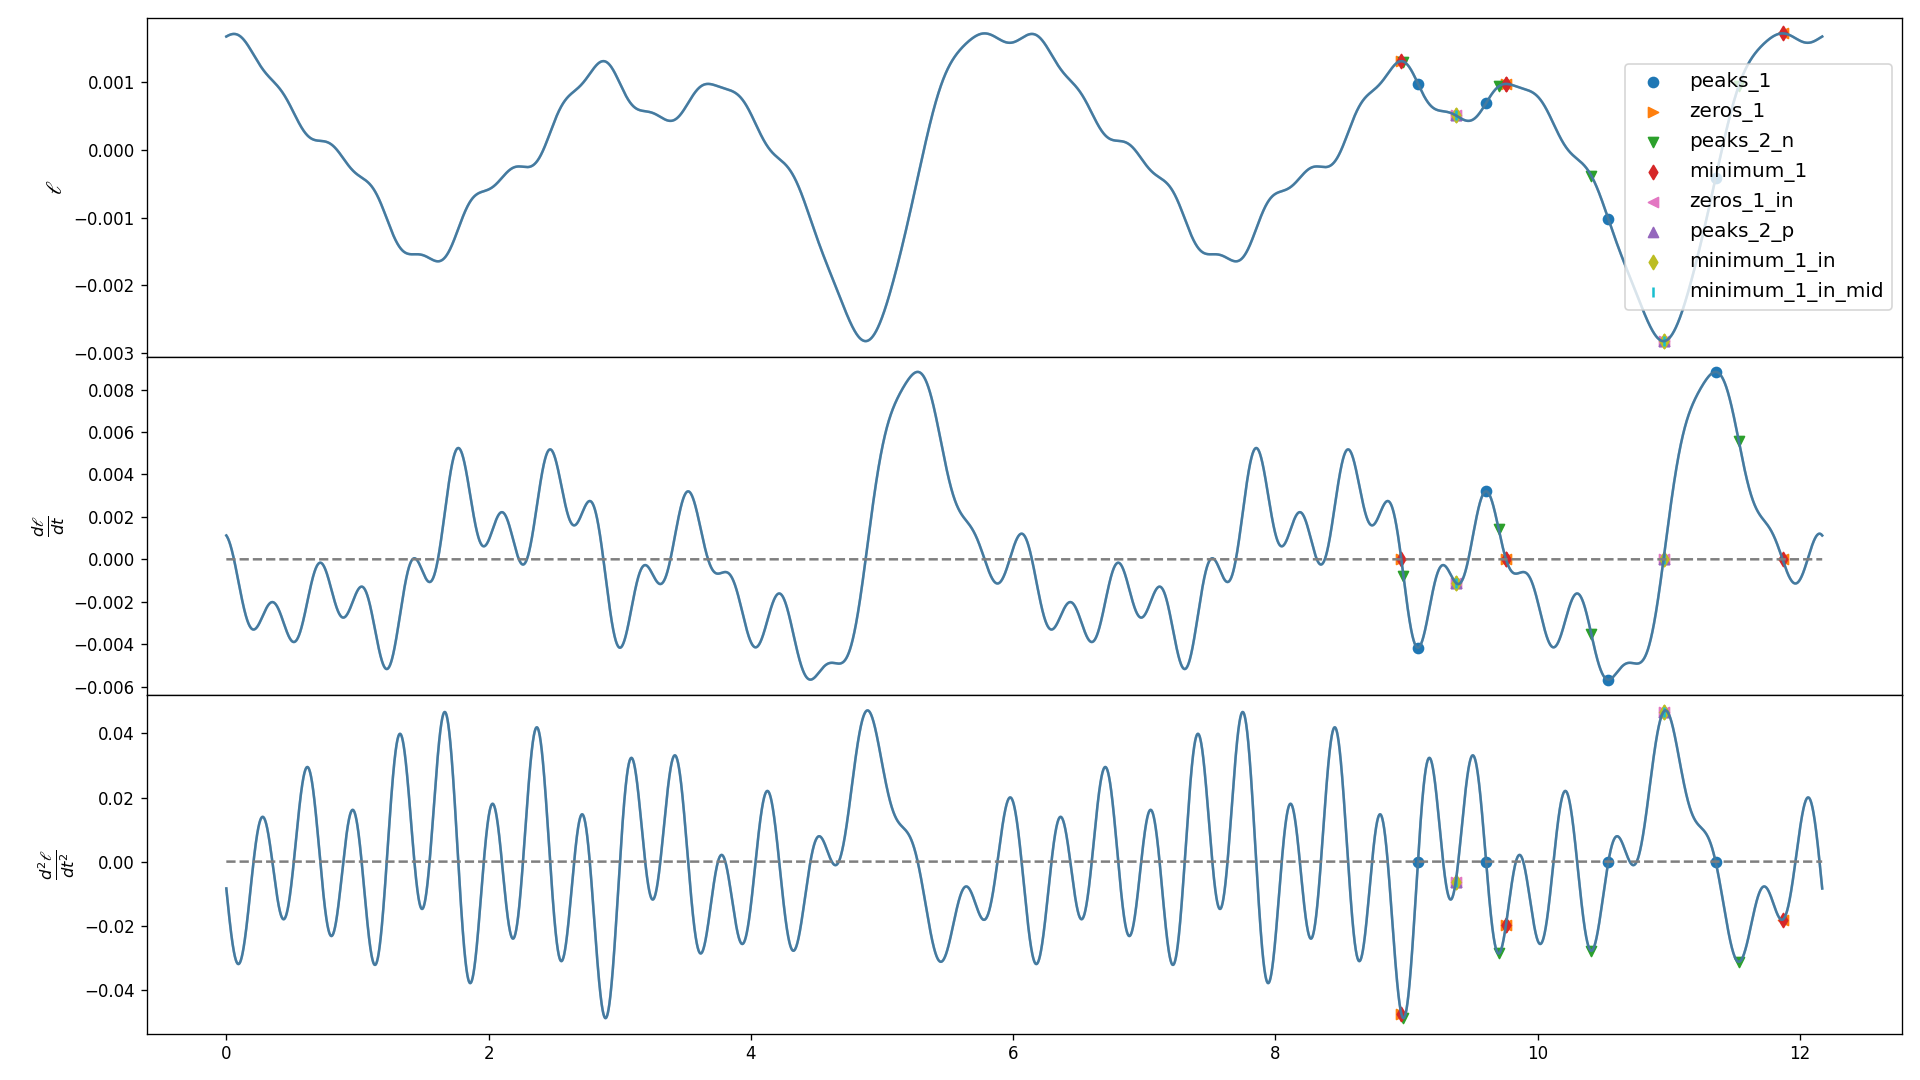 0.001
0.000
−0.001
−0.002
−0.003
ℓ
peaks_1
zeros_1
peaks_2_n
minimum_1
zeros_1_in
peaks_2_p
minimum_1_in
minimum_1_in_mid
0.008
0.006
0.004
0.002
0.000
−0.002
−0.004
−0.006
dℓ
dt
0.04
0.02
0.00
−0.02
−0.04
d²ℓ
dt²
0 2 4 6 8 10 12